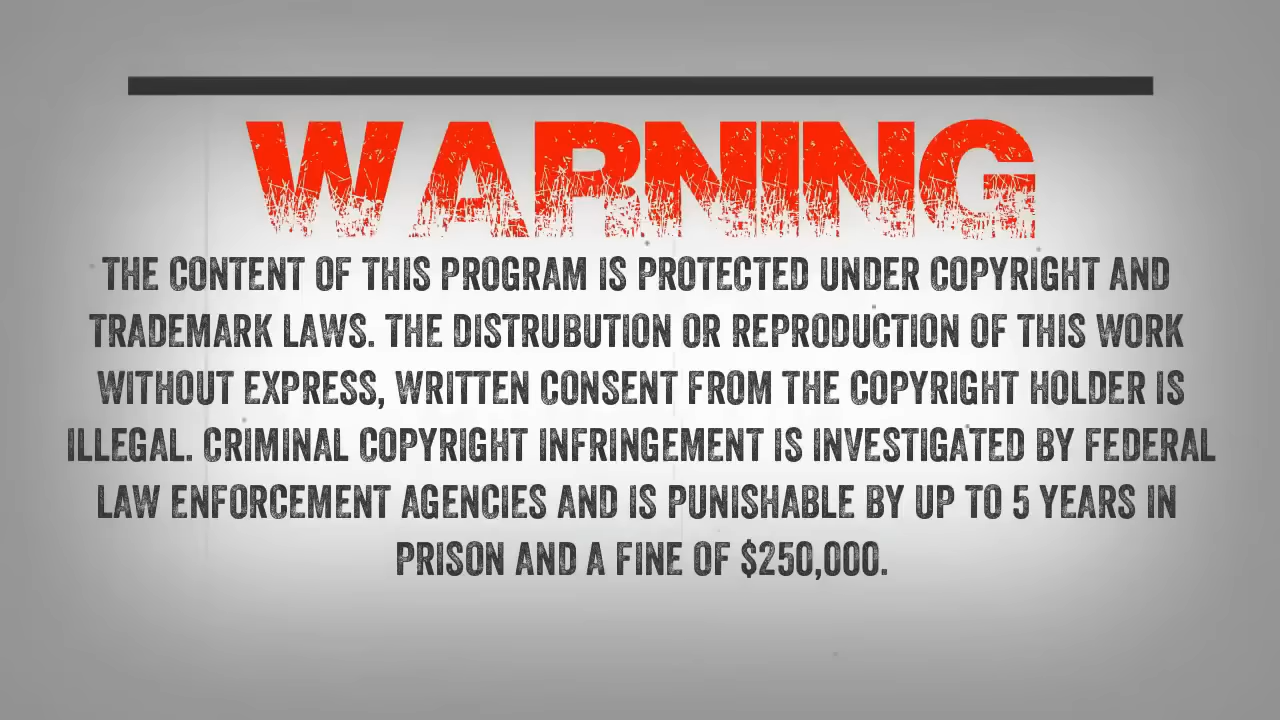 WARNING
THE CONTENT OF THIS PROGRAM IS PROTECTED UNDER COPYRIGHT AND
TRADEMARK LAWS. THE DISTRUBUTION OR REPRODUCTION OF THIS WORK
WITHOUT EXPRESS, WRITTEN CONSENT FROM THE COPYRIGHT HOLDER IS
ILLEGAL. CRIMINAL COPYRIGHT INFRINGEMENT IS INVESTIGATED BY FEDERAL
LAW ENFORCEMENT AGENCIES AND IS PUNISHABLE BY UP TO 5 YEARS IN
PRISON AND A FINE OF $250,000.